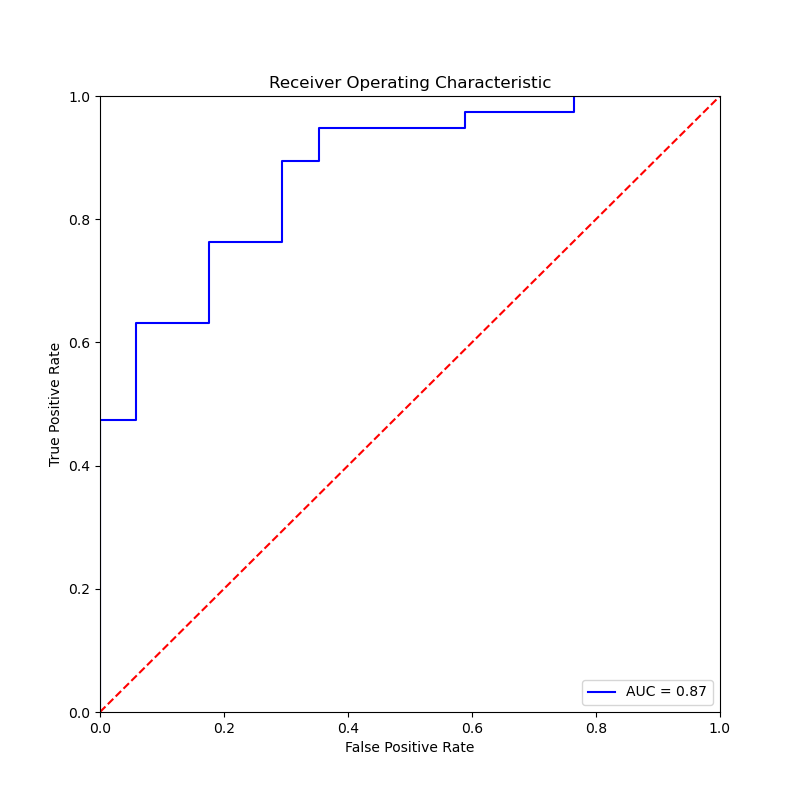 Receiver Operating Characteristic
True Positive Rate
1.0
0.8
0.6
0.4
0.2
0.0
AUC = 0.87
0.0 0.2 0.4 0.6 0.8 1.0
False Positive Rate